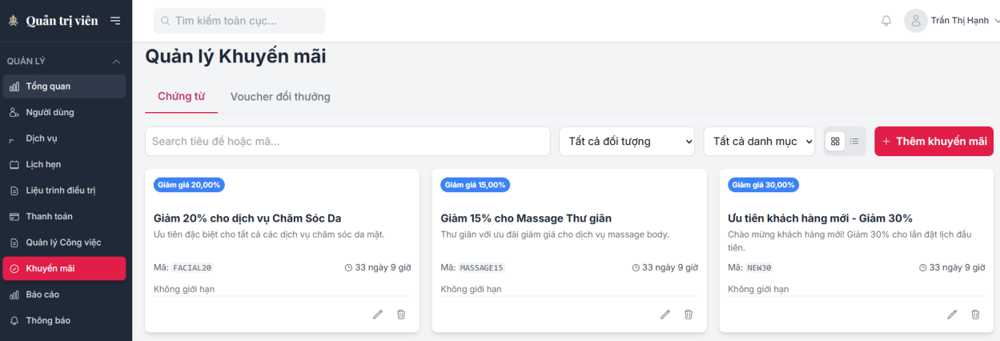 Quản trị viên
Tìm kiếm toàn cục...
Trần Thị Hạnh
QUẢN LÝ
Tổng quan
Người dùng
Dịch vụ
Lịch hẹn
Liệu trình điều trị
Thanh toán
Quản lý Công việc
Khuyến mãi
Báo cáo
Thông báo
Quản lý Khuyến mãi
Chứng từ
Voucher đổi thưởng
Search tiêu đề hoặc mã...
Tất cả đối tượng
Tất cả danh mục
+ Thêm khuyến mãi
Giảm giá 20,00%
Giảm 20% cho dịch vụ Chăm Sóc Da
Ưu tiên đặc biệt cho tất cả các dịch vụ chăm sóc da mặt.
Mã: FACIAL20
33 ngày 9 giờ
Không giới hạn
Giảm giá 15,00%
Giảm 15% cho Massage Thư giãn
Thư giãn với ưu đãi giảm giá cho dịch vụ massage body.
Mã: MASSAGE15
33 ngày 9 giờ
Không giới hạn
Giảm giá 30,00%
Ưu tiên khách hàng mới - Giảm 30%
Chào mừng khách hàng mới! Giảm 30% cho lần đặt lịch đầu
tiên.
Mã: NEW30
33 ngày 9 giờ
Không giới hạn